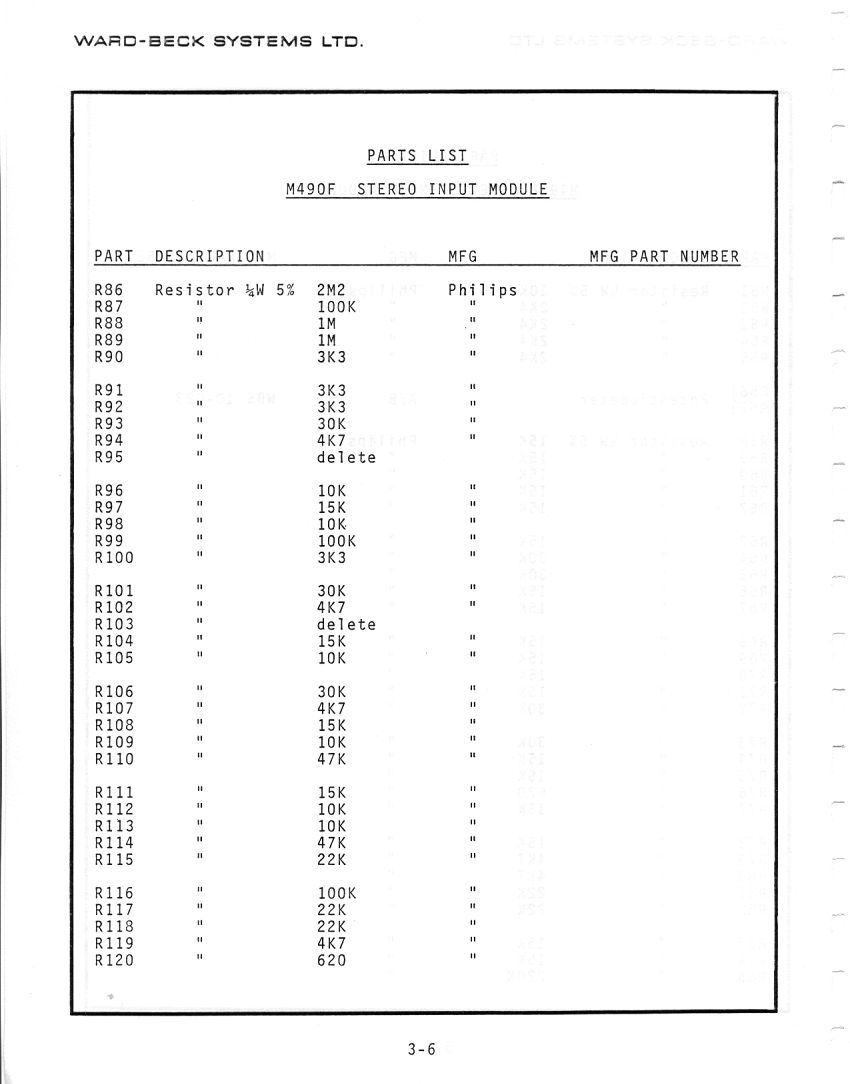 WARD-BECK SYSTEMS LTD.
PARTS LIST
M490F STEREO INPUT MODULE
PART DESCRIPTION MFG MFG PART NUMBER
R86 Resistor ¼W 5% 2M2 Philips
R87 " 100K "
R88 " 1M "
R89 " 1M "
R90 " 3K3 "
R91 " 3K3 "
R92 " 3K3 "
R93 " 30K "
R94 " 4K7 "
R95 " delete
R96 " 10K "
R97 " 15K "
R98 " 10K "
R99 " 100K "
R100 " 3K3 "
R101 " 30K "
R102 " 4K7 "
R103 " delete
R104 " 15K "
R105 " 10K "
R106 " 30K "
R107 " 4K7 "
R108 " 15K "
R109 " 10K "
R110 " 47K "
R111 " 15K "
R112 " 10K "
R113 " 10K "
R114 " 47K "
R115 " 22K "
R116 " 100K "
R117 " 22K "
R118 " 22K "
R119 " 4K7 "
R120 " 620 "
3-6